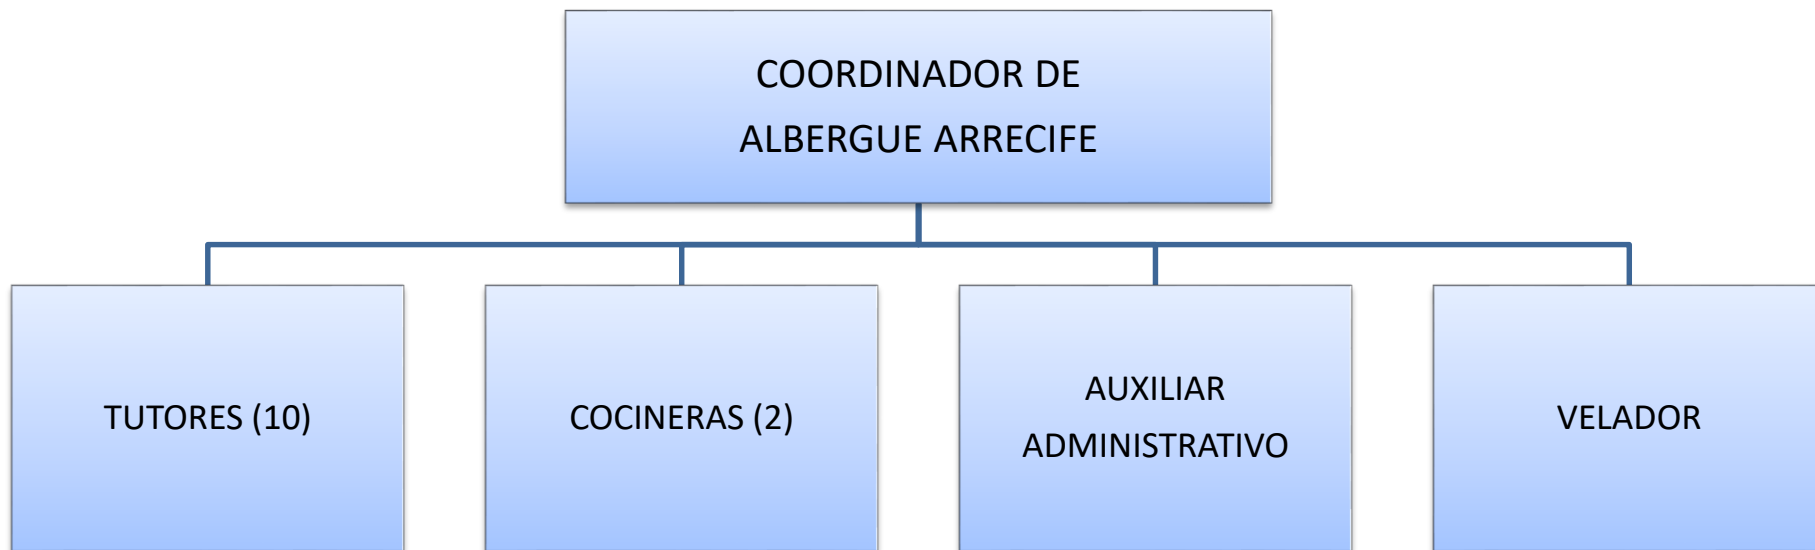 COORDINADOR DE
ALBERGUE ARRECIFE
TUTORES (10)
COCINERAS (2)
AUXILIAR
ADMINISTRATIVO
VELADOR